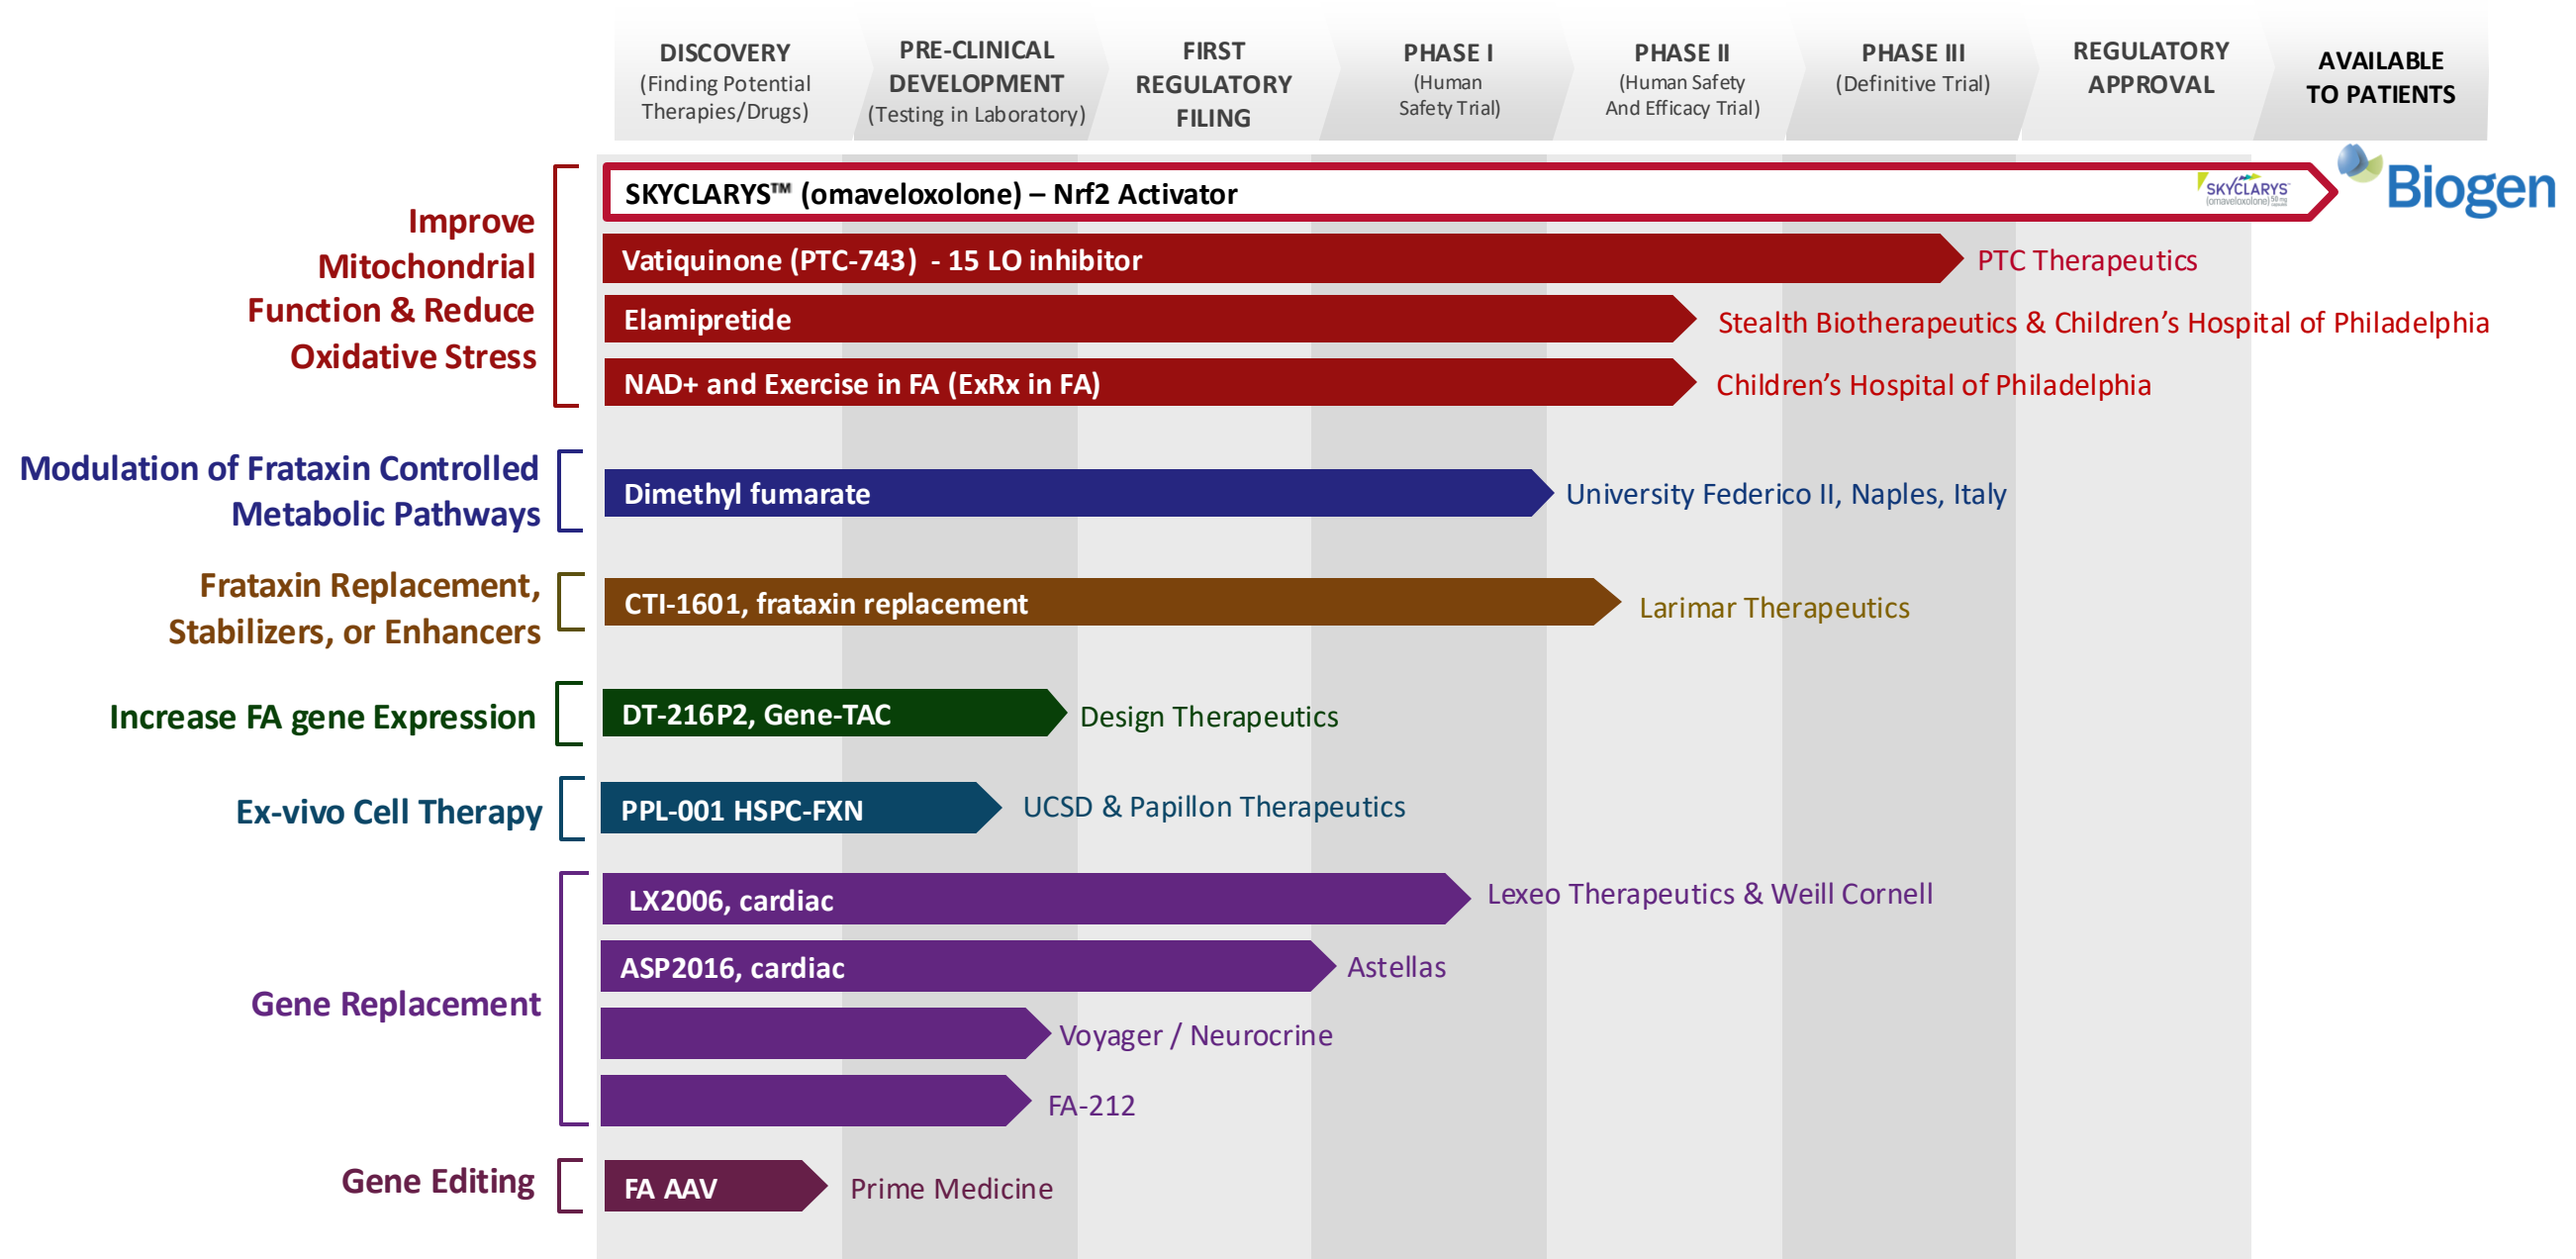 DISCOVERY
(Finding Potential
Therapies/Drugs)
PRE-CLINICAL
DEVELOPMENT
(Testing in Laboratory)
FIRST
REGULATORY
FILING
PHASE I
(Human
Safety Trial)
PHASE II
(Human Safety
And Efficacy Trial)
PHASE III
(Definitive Trial)
REGULATORY
APPROVAL
AVAILABLE
TO PATIENTS
Improve
Mitochondrial
Function & Reduce
Oxidative Stress
SKYCLARYS™ (omaveloxolone) – Nrf2 Activator
SKYCLARYS
(omaveloxolone) 50 mg
Biogen
Vatiquinone (PTC-743) - 15 LO inhibitor
PTC Therapeutics
Elamipretide
Stealth Biotherapeutics & Children’s Hospital of Philadelphia
NAD+ and Exercise in FA (ExRx in FA)
Children’s Hospital of Philadelphia
Modulation of Frataxin Controlled
Metabolic Pathways
Dimethyl fumarate
University Federico II, Naples, Italy
Frataxin Replacement,
Stabilizers, or Enhancers
CTI-1601, frataxin replacement
Larimar Therapeutics
Increase FA gene Expression
DT-216P2, Gene-TAC
Design Therapeutics
Ex-vivo Cell Therapy
PPL-001 HSPC-FXN
UCSD & Papillon Therapeutics
Gene Replacement
LX2006, cardiac
Lexeo Therapeutics & Weill Cornell
ASP2016, cardiac
Astellas
Voyager / Neurocrine
FA-212
Gene Editing
FA AAV
Prime Medicine